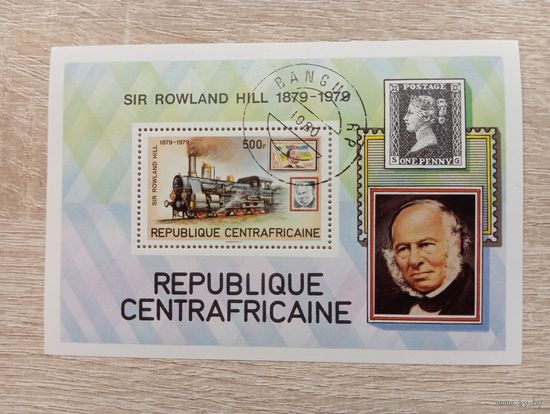 SIR ROWLAND HILL 1879-1979
BANGUI
1980
RP
POSTAGE
S ONE PENNY G
1879-1979
500F
SIR ROWLAND HILL
REPUBLIQUE CENTRAFRICAINE
REPUBLIQUE
CENTRAFRICAINE